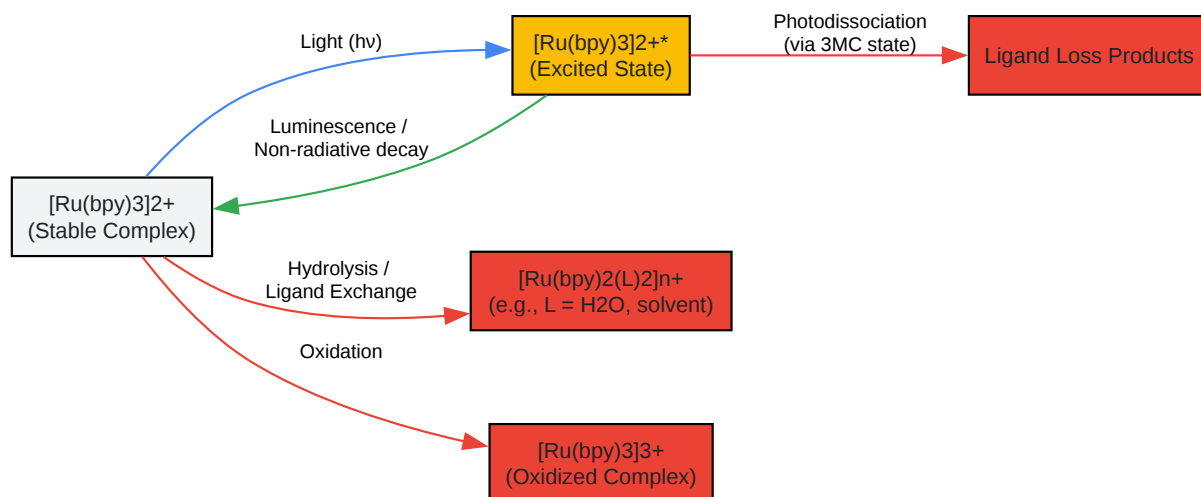 Light (hν)
[Ru(bpy)3]2+*
(Excited State)
Photodissociation
(via 3MC state)
Ligand Loss Products
Luminescence /
Non-radiative decay
[Ru(bpy)3]2+
(Stable Complex)
Hydrolysis /
Ligand Exchange
[Ru(bpy)2(L)2]n+
(e.g., L = H2O, solvent)
Oxidation
[Ru(bpy)3]3+
(Oxidized Complex)